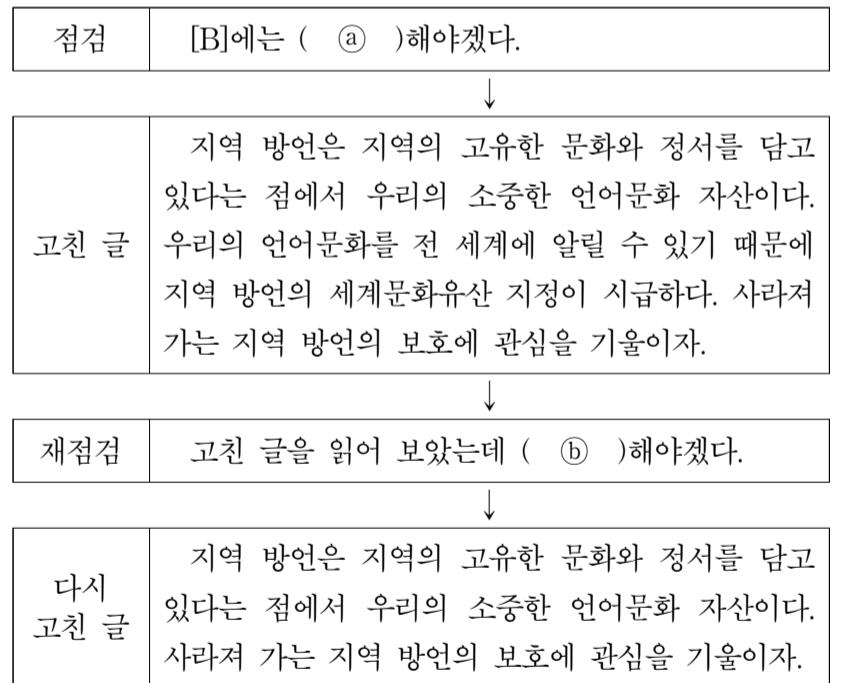 점검
[B]에는 ( ⓐ )해야겠다.
↓
고친 글
지역 방언은 지역의 고유한 문화와 정서를 담고
있다는 점에서 우리의 소중한 언어문화 자산이다.
우리의 언어문화를 전 세계에 알릴 수 있기 때문에
지역 방언의 세계문화유산 지정이 시급하다. 사라져
가는 지역 방언의 보호에 관심을 기울이자.
↓
재점검
고친 글을 읽어 보았는데 ( ⓑ )해야겠다.
↓
다시
고친 글
지역 방언은 지역의 고유한 문화와 정서를 담고
있다는 점에서 우리의 소중한 언어문화 자산이다.
사라져 가는 지역 방언의 보호에 관심을 기울이자.